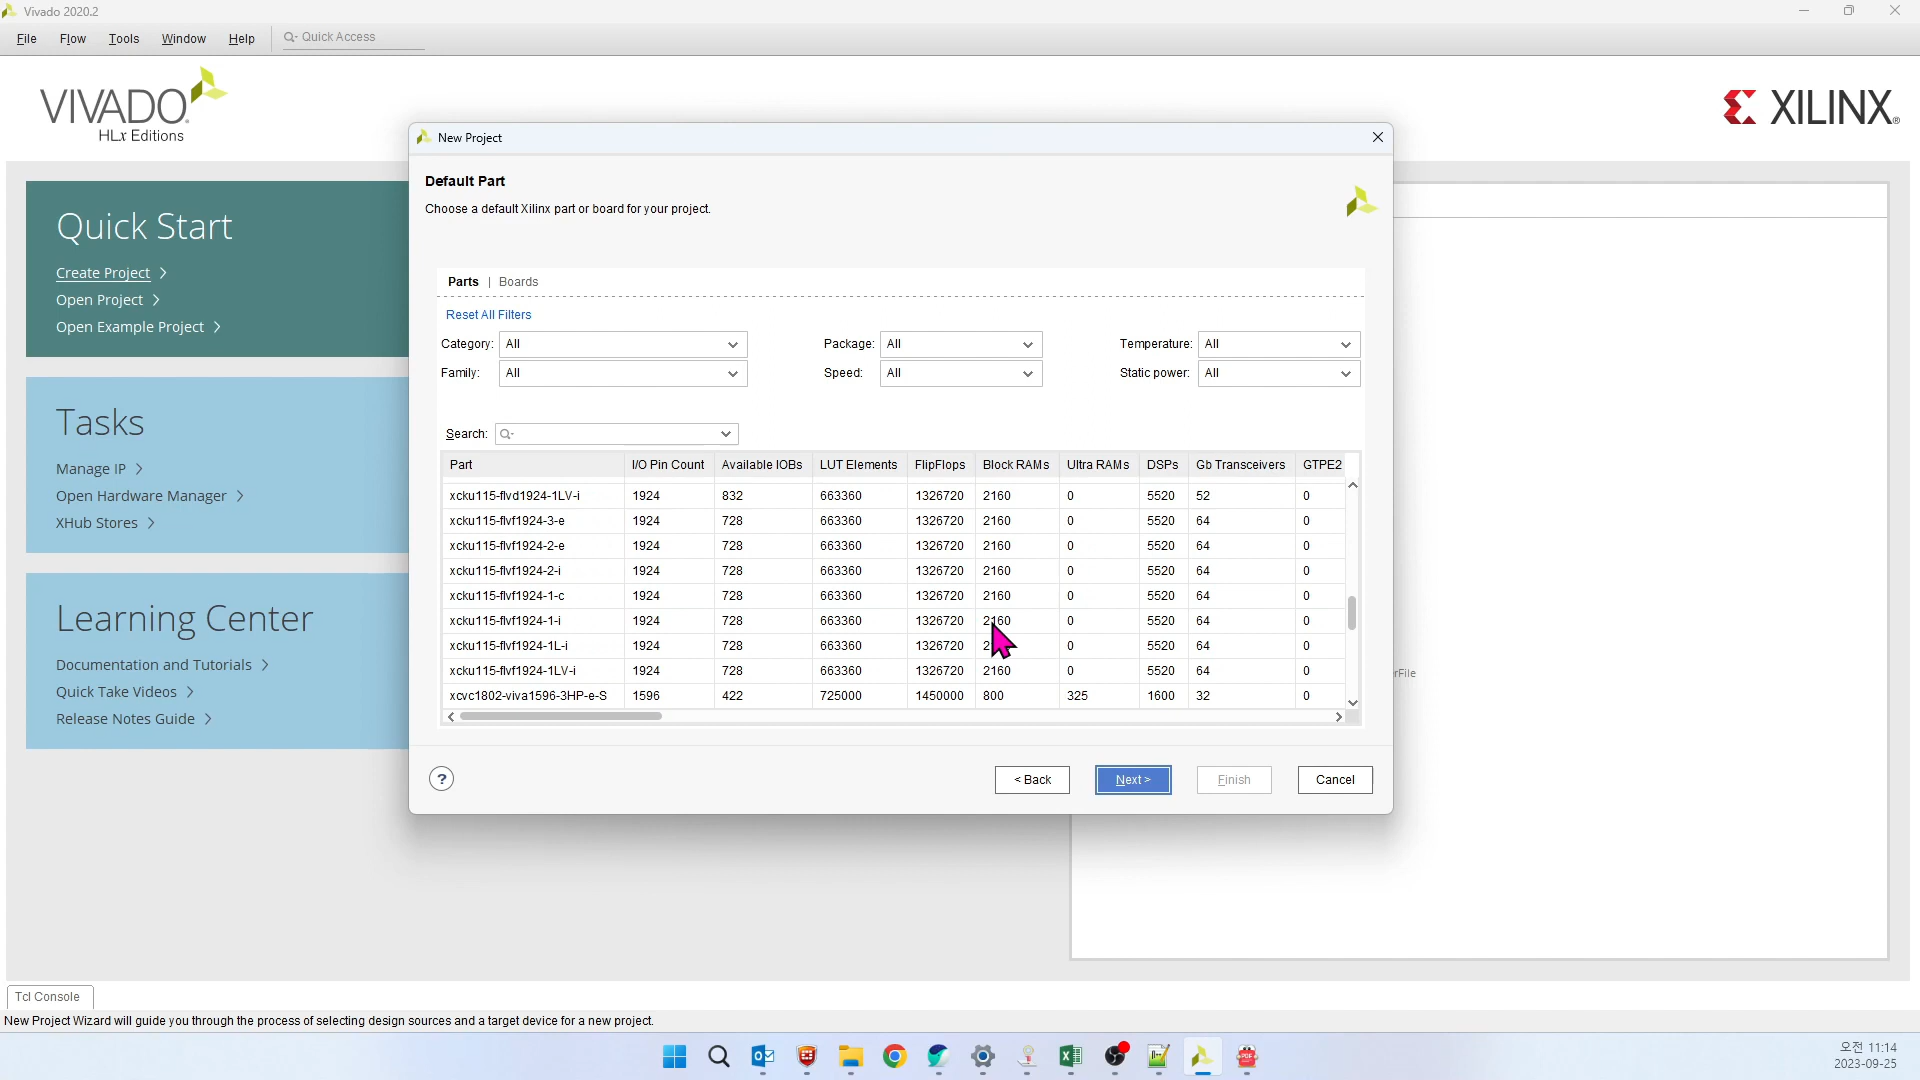 Vivado 2020.2
File Flow Tools Window Help Quick Access
VIVADO.
HLx Editions
XILINX.
New Project
Default Part
Choose a default Xilinx part or board for your project.
Quick Start
Create Project >
Open Project >
Open Example Project >
Tasks
Manage IP >
Open Hardware Manager >
XHub Stores >
Learning Center
Documentation and Tutorials >
Quick Take Videos >
Release Notes Guide >
Parts | Boards
Reset All Filters
Category: All Package: All Temperature: All
Family: All Speed: All Static power: All
Search:
Part I/O Pin Count Available IOBs LUT Elements FlipFlops Block RAMs Ultra RAMs DSPs Gb Transceivers GTPE2
xcku115-flvd1924-1LV-i 1924 832 663360 1326720 2160 0 5520 52 0
xcku115-flvf1924-3-e 1924 728 663360 1326720 2160 0 5520 64 0
xcku115-flvf1924-2-e 1924 728 663360 1326720 2160 0 5520 64 0
xcku115-flvf1924-2-i 1924 728 663360 1326720 2160 0 5520 64 0
xcku115-flvf1924-1-c 1924 728 663360 1326720 2160 0 5520 64 0
xcku115-flvf1924-1-i 1924 728 663360 1326720 2160 0 5520 64 0
xcku115-flvf1924-1L-i 1924 728 663360 1326720 0 5520 64 0
xcku115-flvf1924-1LV-i 1924 728 663360 1326720 2160 0 5520 64 0
xcvc1802-viva1596-3HP-e-S 1596 422 725000 1450000 800 325 1600 32 0
rFile
? < Back Next > Finish Cancel
Tcl Console
New Project Wizard will guide you through the process of selecting design sources and a target device for a new project.
오전 11:14
2023-09-25